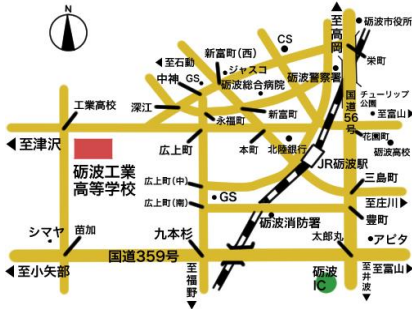 N
至高岡
砺波市役所
CS
新富町(西)
栄町
至石動
ジャスコ
中神
GS
砺波総合病院
砺波警察署
国道56号
チューリップ
公園
至富山
工業高校
深江
永福町
新富町
花園町
至津沢
広上町
本町
北陸銀行
砺波高校
JR砺波駅
砺波工業
高等学校
広上町(中)
三島町
GS
至庄川
広上町(南)
豊町
砺波消防署
シマヤ
苗加
九本杉
太郎丸
アピタ
国道359号
至小矢部
至福野
砺波
IC
至井波
至富山